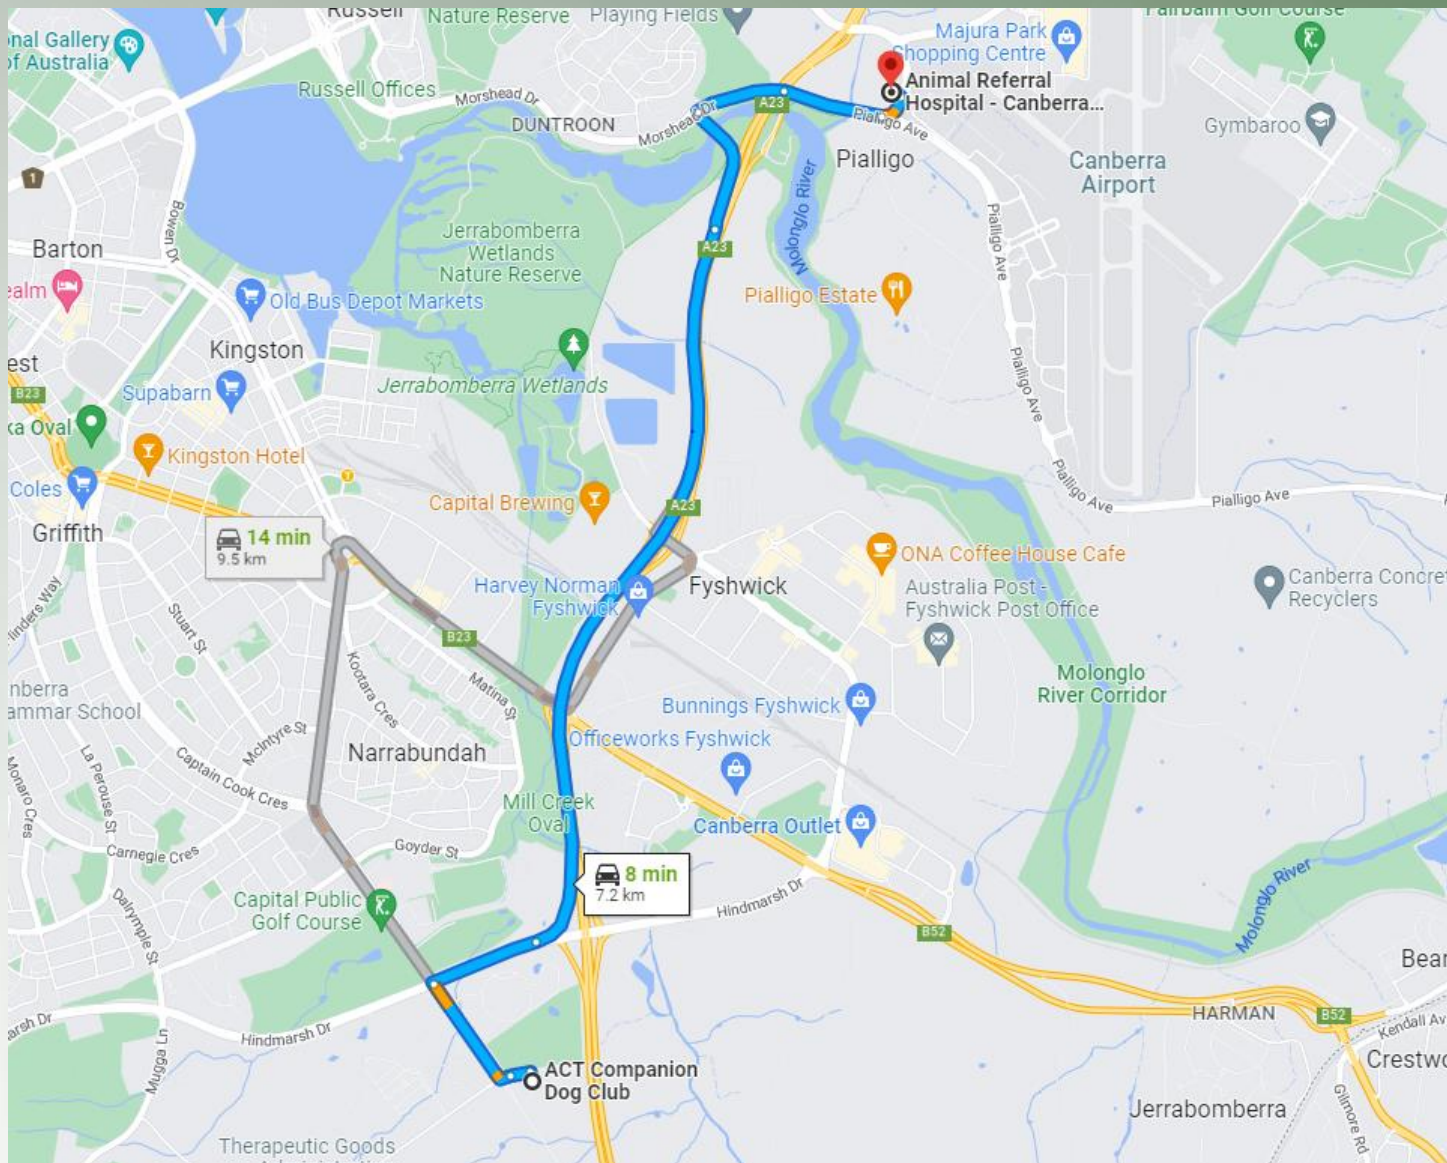 Russell
Nature Reserve
Playing Fields
Fairbairn Golf Course
onal Gallery
of Australia
Majura Park
Shopping Centre
Russell Offices
Morshead Dr
DUNTROON
Morshead Dr
A23
Animal Referral
Hospital - Canberra...
Pialligo Ave
Gymbaroo
Pialligo
Canberra
Airport
1
Bowen Dr
Molonglo River
Pialligo Ave
Barton
Jerrabomberra
Wetlands
Nature Reserve
A23
ealm
Old Bus Depot Markets
Pialligo Estate
Kingston
est
Jerrabomberra Wetlands
Pialligo Ave
B23
Supabarn
ka Oval
Kingston Hotel
Coles
Capital Brewing
A23
Pialligo Ave
Pialligo Ave
Griffith
14 min
9.5 km
ONA Coffee House Cafe
Harvey Norman
Fyshwick
Fyshwick
Australia Post -
Fyshwick Post Office
Canberra Concret
Recyclers
linders Way
Stuart St
B23
Kootara Cres
Matina St
Molonglo
River Corridor
nberra
ammar School
Bunnings Fyshwick
McIntyre St
Officeworks Fyshwick
Narrabundah
La Perouse St
Monaro Cres
Captain Cook Cres
Mill Creek
Oval
Canberra Outlet
Carnegie Cres
Goyder St
8 min
7.2 km
Capital Public
Golf Course
Hindmarsh Dr
Dalrymple St
Molonglo River
B52
Bear
HARMAN
B52
Kendall Av
arsh Dr
Hindmarsh Dr
Mugga Ln
ACT Companion
Dog Club
Crestwo
Gilmore Rd
Jerrabomberra
Therapeutic Goods